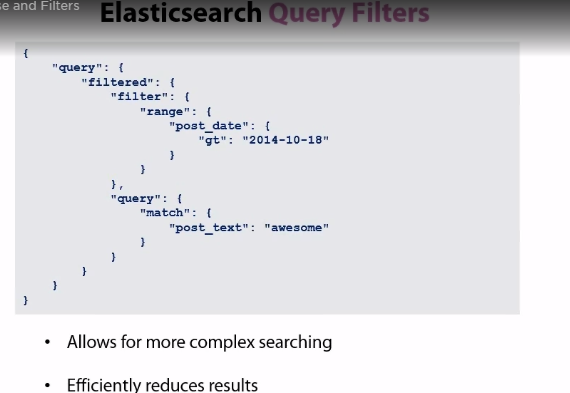 se and Filters
Elasticsearch Query Filters
{
"query": {
"filtered": {
"filter": {
"range": {
"post_date": {
"gt": "2014-10-18"
}
}
},
"query": {
"match": {
"post_text": "awesome"
}
}
}
}
}
• Allows for more complex searching
• Efficiently reduces results